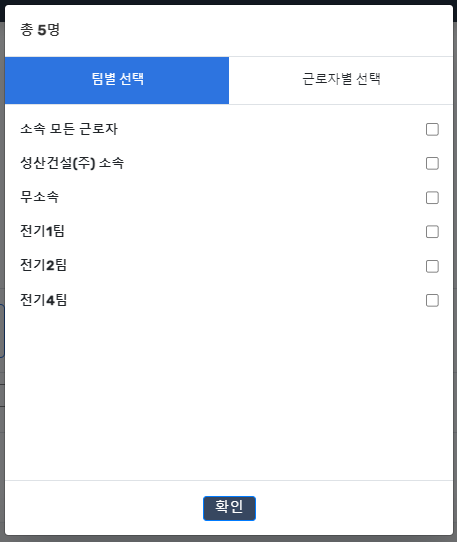 총 5명
팀별 선택
근로자별 선택
소속 모든 근로자
성산건설(주) 소속
무소속
전기1팀
전기2팀
전기4팀
확인